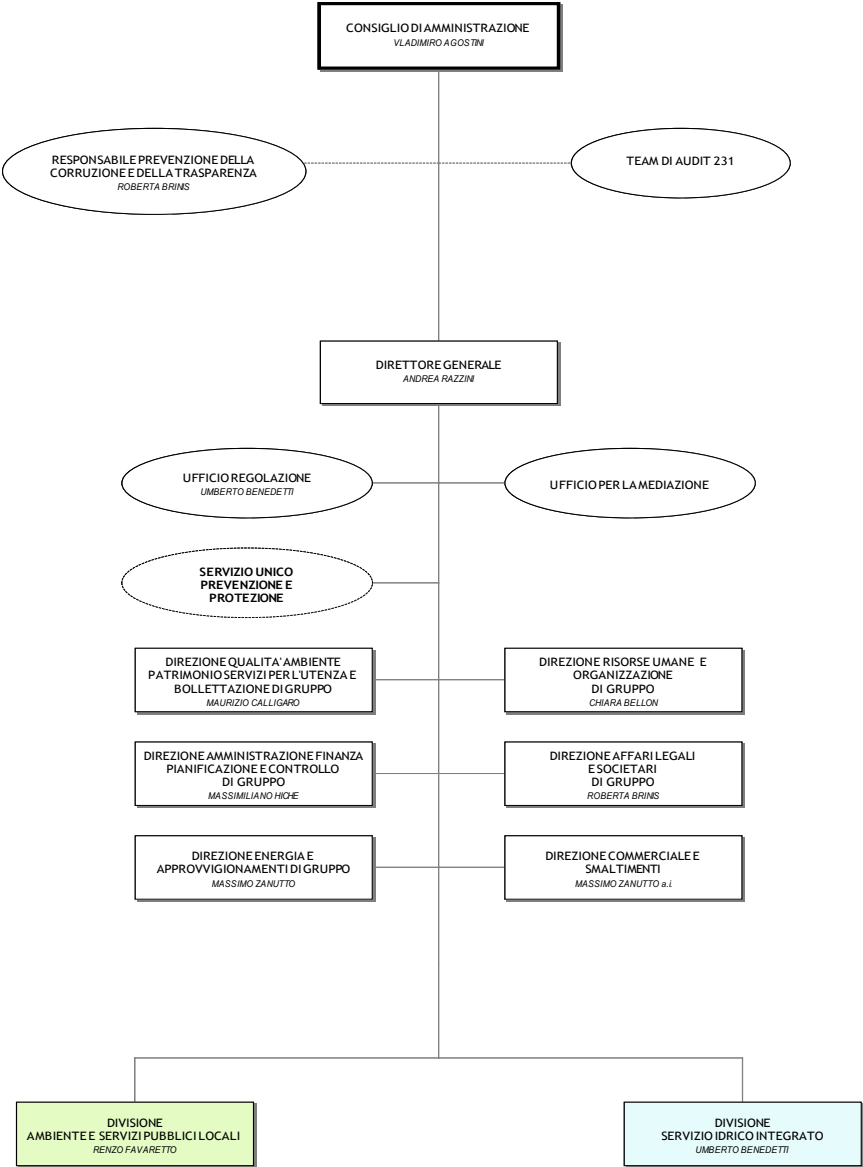 CONSIGLIO DI AMMINISTRAZIONE
VLADIMIRO AGOSTINI
RESPONSABILE PREVENZIONE DELLA
CORRUZIONE E DELLA TRASPARENZA
ROBERTA BRINIS
TEAM DI AUDIT 231
DIRETTORE GENERALE
ANDREA RAZZINI
UFFICIO REGOLAZIONE
UMBERTO BENEDETTI
UFFICIO PER LA MEDIAZIONE
SERVIZIO UNICO
PREVENZIONE E
PROTEZIONE
DIREZIONE QUALITA' AMBIENTE
PATRIMONIO SERVIZI PER L'UTENZA E
BOLLETTAZIONE DI GRUPPO
MAURIZIO CALLIGARO
DIREZIONE RISORSE UMANE E
ORGANIZZAZIONE
DI GRUPPO
CHIARA BELLON
DIREZIONE AMMINISTRAZIONE FINANZA
PIANIFICAZIONE E CONTROLLO
DI GRUPPO
MASSIMILIANO HICHE
DIREZIONE AFFARI LEGALI
E SOCIETARI
DI GRUPPO
ROBERTA BRINIS
DIREZIONE ENERGIA E
APPROVVIGIONAMENTI DI GRUPPO
MASSIMO ZANUTTO
DIREZIONE COMMERCIALE E
SMALTIMENTI
MASSIMO ZANUTTO a.i.
DIVISIONE
AMBIENTE E SERVIZI PUBBLICI LOCALI
RENZO FAVARETTO
DIVISIONE
SERVIZIO IDRICO INTEGRATO
UMBERTO BENEDETTI